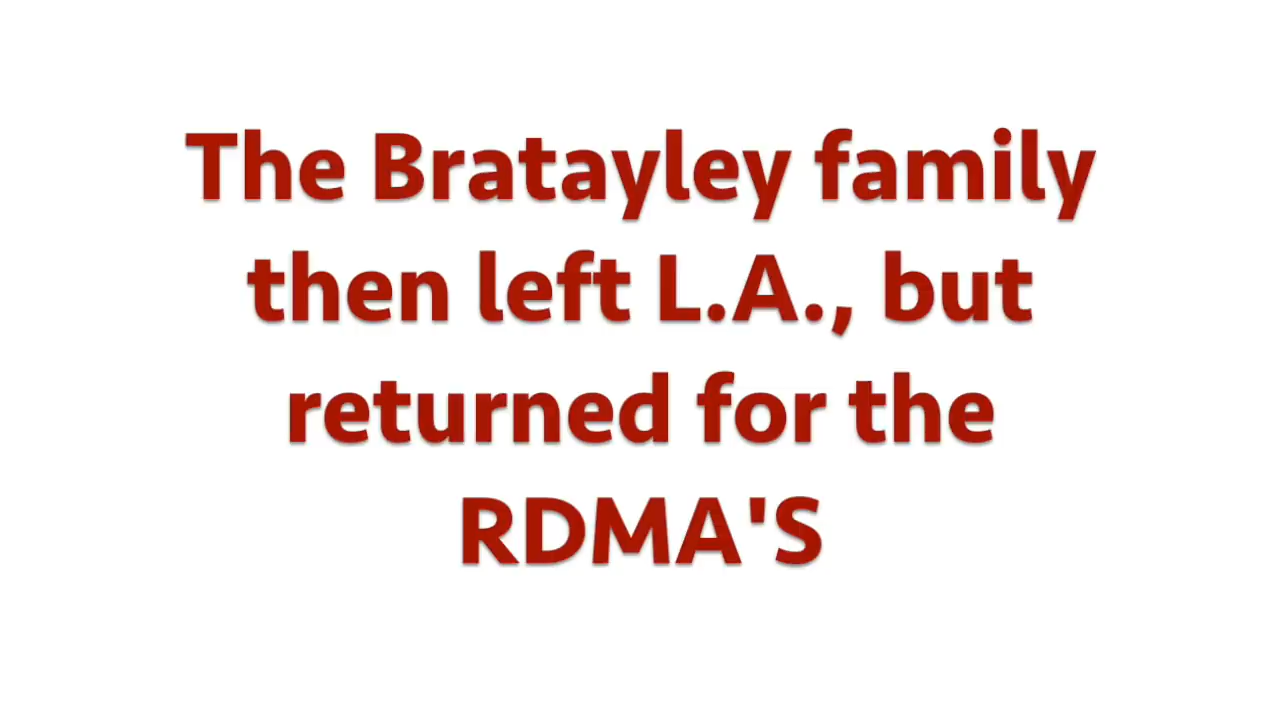 The Bratayley family
then left L.A., but
returned for the
RDMA'S